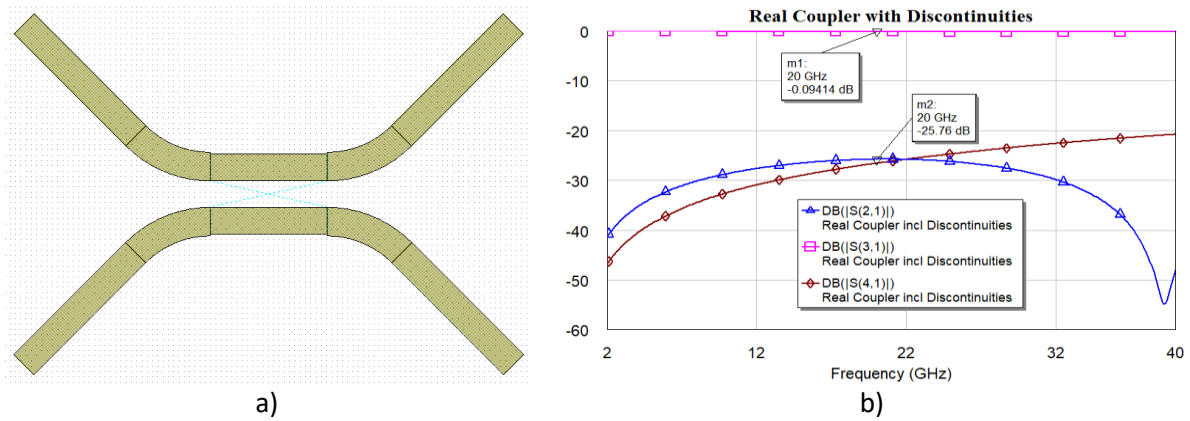 Real Coupler with Discontinuities
0
-10
-20
-30
-40
-50
-60
m1:
20 GHz
-0.09414 dB
m2:
20 GHz
-25.76 dB
DB(|S(2,1)|)
Real Coupler incl Discontinuities
DB(|S(3,1)|)
Real Coupler incl Discontinuities
DB(|S(4,1)|)
Real Coupler incl Discontinuities
2 12 22 32 40
Frequency (GHz)
a) b)